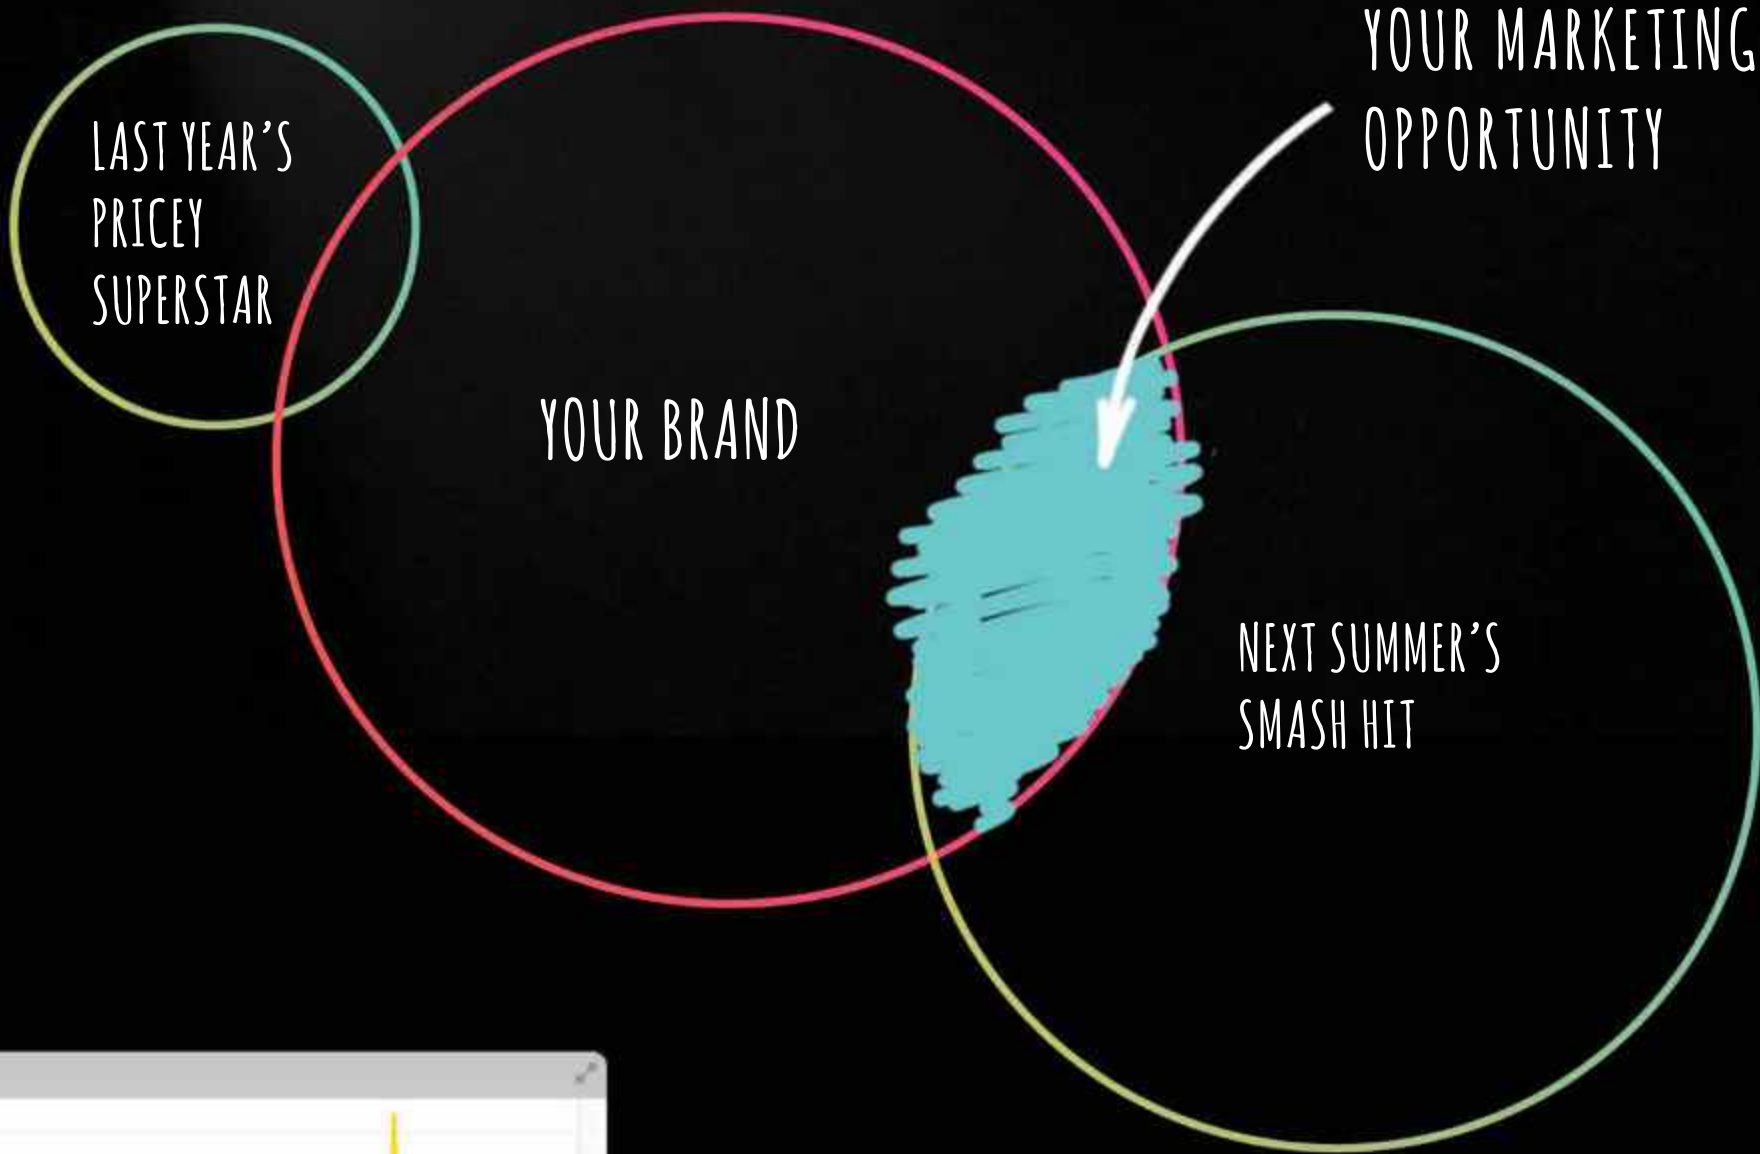 LAST YEAR'S
PRICEY
SUPERSTAR
YOUR MARKETING
OPPORTUNITY
YOUR BRAND
NEXT SUMMER'S
SMASH HIT